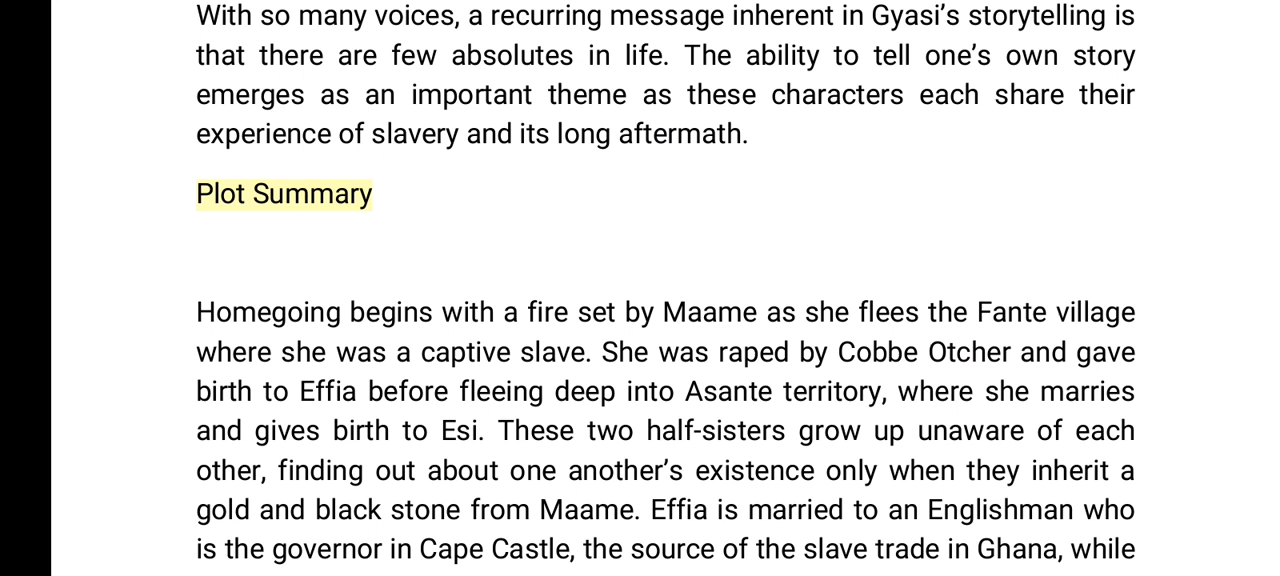 With so many voices, a recurring message inherent in Gyasi’s storytelling is
that there are few absolutes in life. The ability to tell one’s own story
emerges as an important theme as these characters each share their
experience of slavery and its long aftermath.
Plot Summary
Homegoing begins with a fire set by Maame as she flees the Fante village
where she was a captive slave. She was raped by Cobbe Otcher and gave
birth to Effia before fleeing deep into Asante territory, where she marries
and gives birth to Esi. These two half-sisters grow up unaware of each
other, finding out about one another’s existence only when they inherit a
gold and black stone from Maame. Effia is married to an Englishman who
is the governor in Cape Castle, the source of the slave trade in Ghana, while